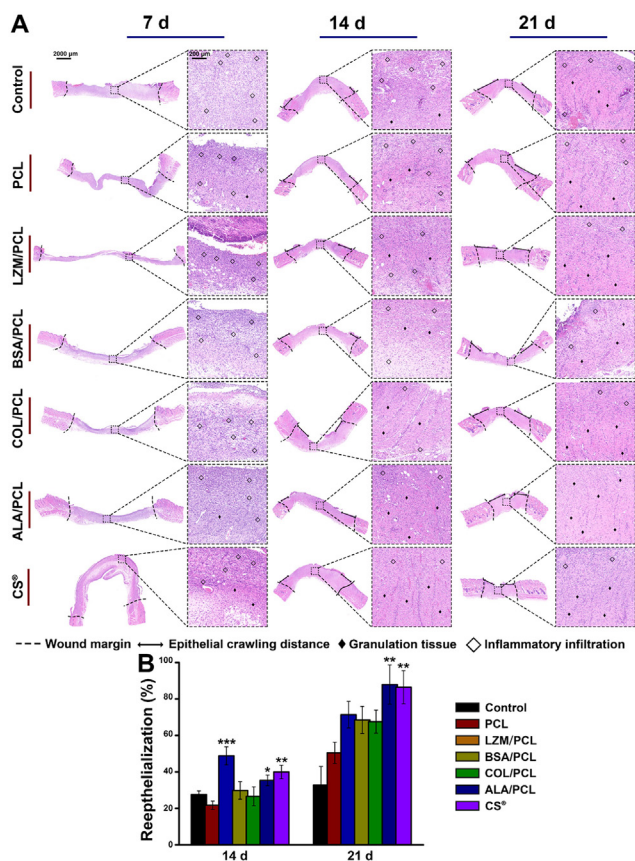 A
7 d
14 d
21 d
2000 μm
200 μm
Control
PCL
LZM/PCL
BSA/PCL
COL/PCL
ALA/PCL
CS®
Wound margin
Epithelial crawling distance
Granulation tissue
Inflammatory infiltration
B
Reepthelialization (%)
100
80
60
40
20
0
***
*
**
**
**
14 d
21 d
Control
PCL
LZM/PCL
BSA/PCL
COL/PCL
ALA/PCL
CS®